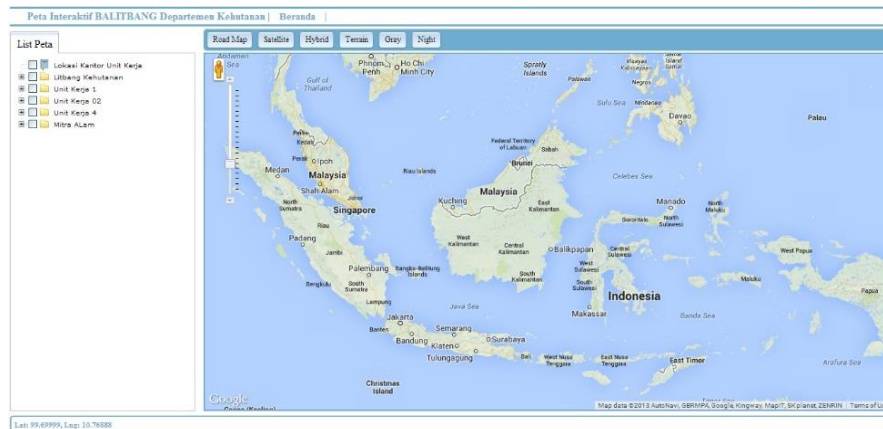 Peta Interaktif BALITBANG Departemen Kehutanan | Beranda |
List Peta
Road Map Satellite Hybrid Terrain Gray Night
Lokasi Kantor Unit Kerja
Litbang Kehutanan
Unit Kerja 1
Unit Kerja 02
Unit Kerja 4
Mitra ALam
Andaman
Sea
Gulf of
Thailand
Phnom
Penh
Ho Chi
Minh City
Spratly
Islands
Palawan
Negros
Sulu Sea
Mindanao
Davao
Palau
Perlis
Kedah
Perak
Ipoh
Malaysia
Shah Alam
Johor
Singapore
Medan
North
Sumatra
Riau
Riau Islands
Federal Territory
of Labuan
Sabah
Brunei
Malaysia
Kuching
East
Kalimantan
West
Kalimantan
Central
Kalimantan
South
Kalimantan
Balikpapan
Celebes Sea
Manado
Gorontalo
North
Sulawesi
North
Maluku
Central
Sulawesi
West
Sulawesi
South
Sulawesi
Makassar
Maluku
West Papua
Papua
Padang
Jambi
Palembang
Bangka-Belitung
Islands
Bengkulu
South
Sumatra
Lampung
Java Sea
Indonesia
Banda Sea
Jakarta
Banten
Bandung
Semarang
Klaten
Surabaya
Tulungagung
Bali
West Nusa
Tenggara
East Nusa
Tenggara
East Timor
Arafura Sea
Christmas
Island
Google
Map data ©2013 AutoNavi, GBRMPA, Google, Kingway, MapIT, SK planet, ZENRIN Terms of U
Lat: 99.69999, Lng: 10.76888